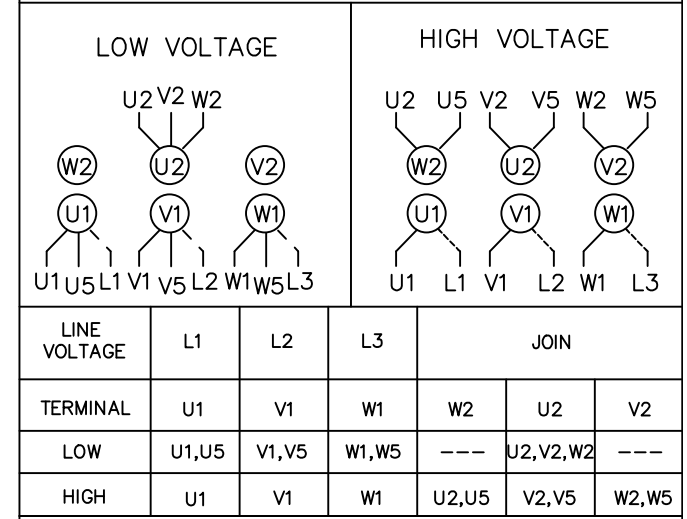 LOW VOLTAGE
U2 V2 W2
W2 U2 V2
U1 V1 W1
U1 U5 L1 V1 V5 L2 W1 W5 L3
HIGH VOLTAGE
U2 U5 V2 V5 W2 W5
W2 U2 V2
U1 V1 W1
U1 L1 V1 L2 W1 L3
LINE
VOLTAGE L1 L2 L3 JOIN
TERMINAL U1 V1 W1 W2 U2 V2
LOW U1,U5 V1,V5 W1,W5 --- U2,V2,W2 ---
HIGH U1 V1 W1 U2,U5 V2,V5 W2,W5